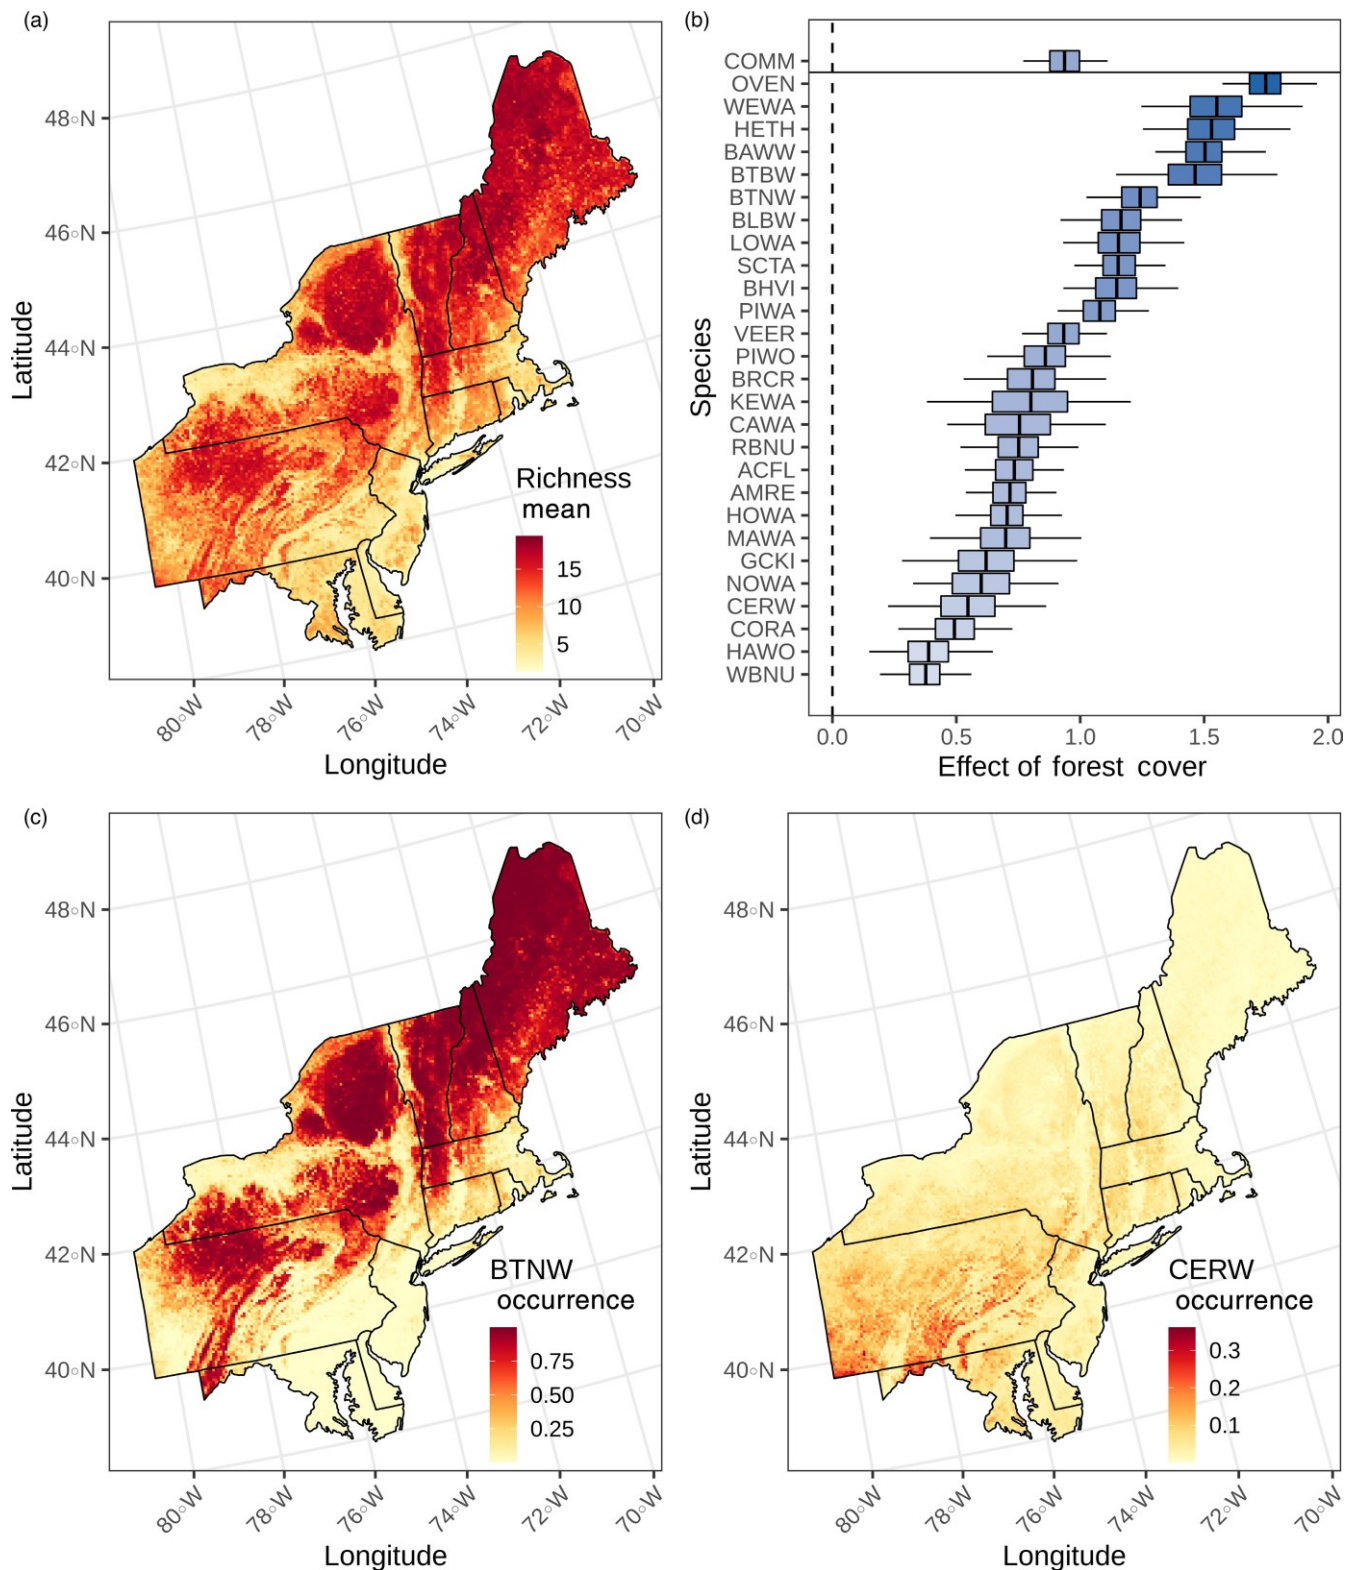 (a)
48°N
46°N
44°N
42°N
40°N
Latitude
80°W
78°W
76°W
74°W
72°W
70°W
Longitude
Richness
mean
15
10
5
(b)
COMM
OVEN
WEWA
HETH
BAWW
BTBW
BTNW
BLBW
LOWA
SCTA
BHVI
PIWA
VEER
PIWO
BRCR
KEWA
CAWA
RBNU
ACFL
AMRE
HOWA
MAWA
GCKI
NOWA
CERW
CORA
HAWO
WBNU
Species
0.0
0.5
1.0
1.5
2.0
Effect of forest cover
(c)
48°N
46°N
44°N
42°N
40°N
Latitude
80°W
78°W
76°W
74°W
72°W
70°W
Longitude
BTNW
occurrence
0.75
0.50
0.25
(d)
48°N
46°N
44°N
42°N
40°N
Latitude
80°W
78°W
76°W
74°W
72°W
70°W
Longitude
CERW
occurrence
0.3
0.2
0.1